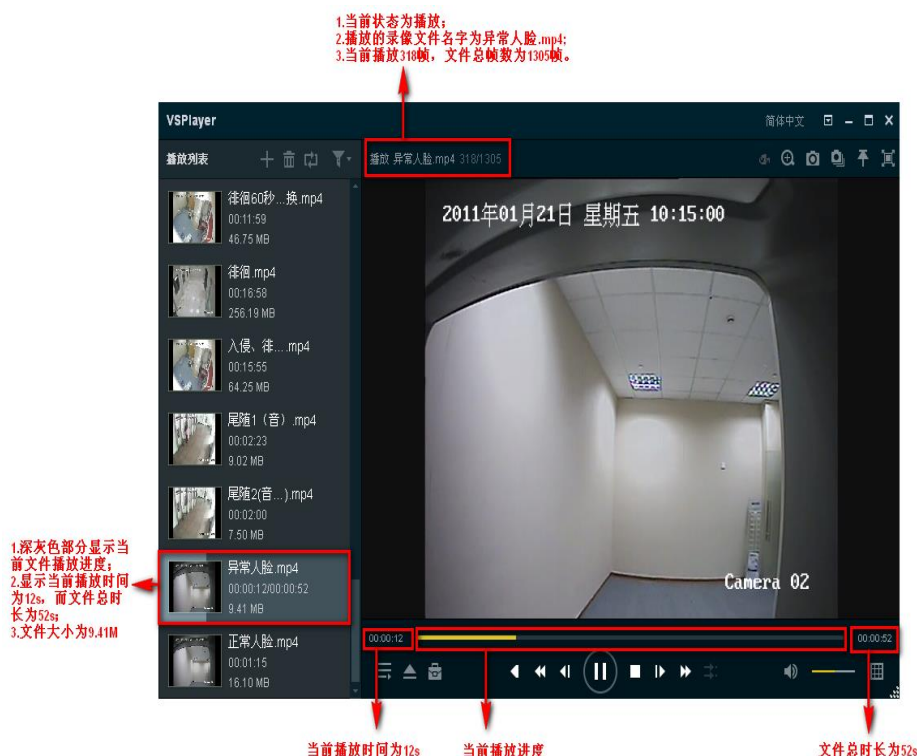 1.当前状态为播放;
2.播放的录像文件名字为异常人脸.mp4;
3.当前播放318帧，文件总帧数为1305帧。
VSPlayer
简体中文
播放列表
播放 异常人脸.mp4 318/1305
徘徊60秒...换.mp4
00:11:59
46.75 MB
徘徊.mp4
00:16:58
256.19 MB
入侵、徘....mp4
00:15:55
64.25 MB
尾随1（音）.mp4
00:02:23
9.02 MB
尾随2(音...).mp4
00:02:00
7.50 MB
异常人脸.mp4
00:00:12/00:00:52
9.41 MB
正常人脸.mp4
00:01:15
16.10 MB
2011年01月21日 星期五 10:15:00
Camera 02
00:00:12
00:00:52
1.深灰色部分显示当
前文件播放进度;
2.显示当前播放时间
为12s，而文件总时
长为52s;
3.文件大小为9.41M
当前播放时间为12s
当前播放进度
文件总时长为52s